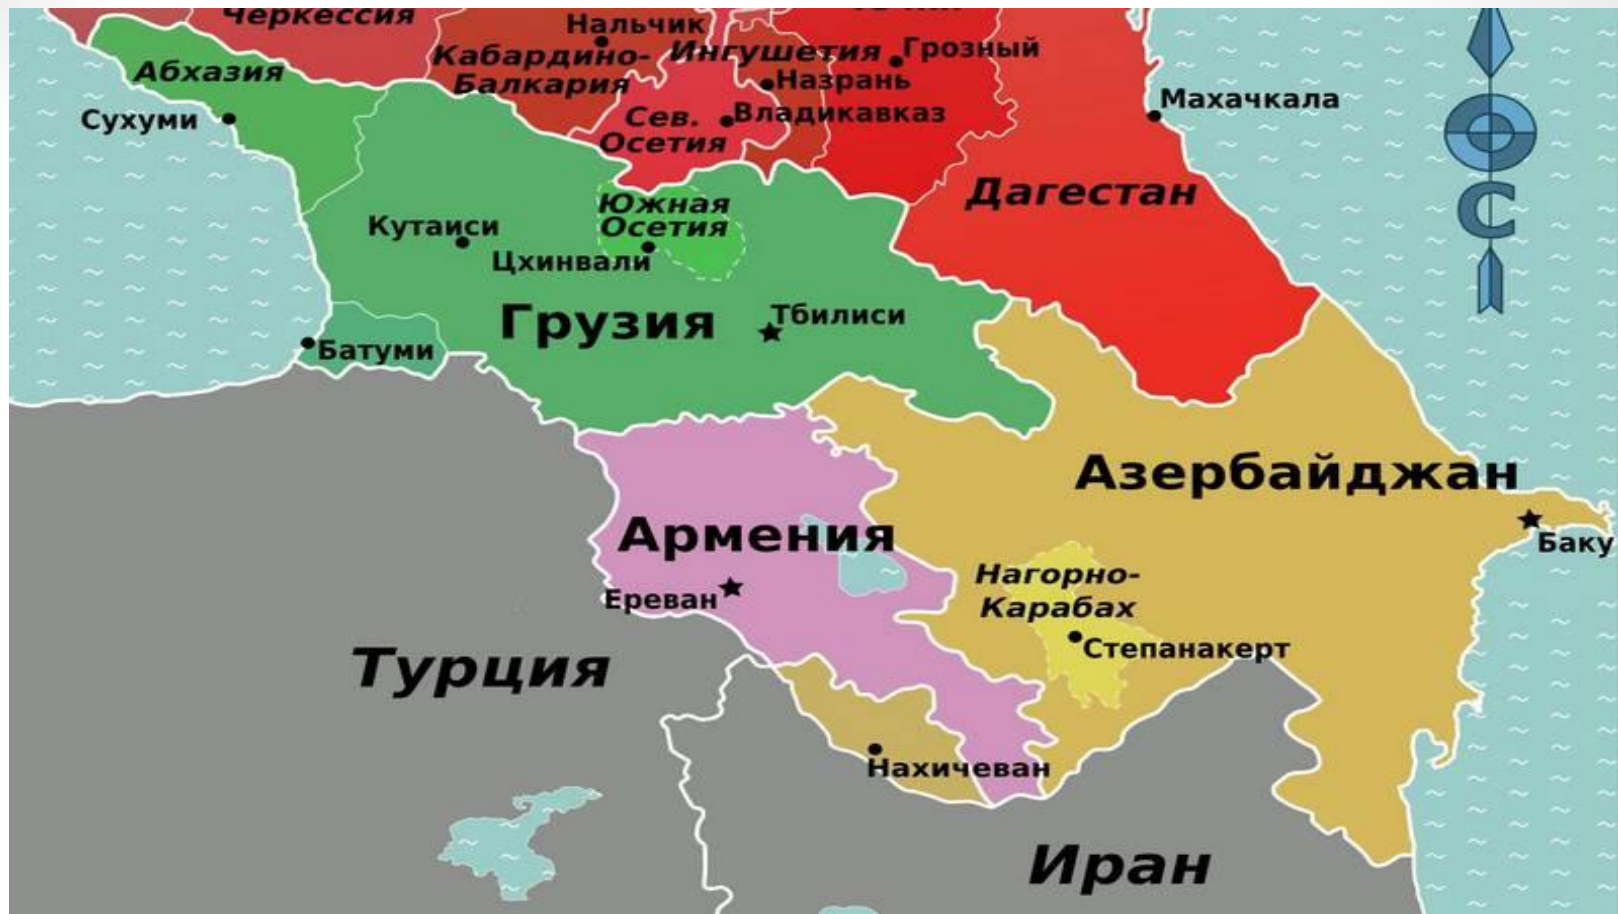 Черкессия
Нальчик
Кабардино-
Балкария
Ингушетия
Грозный
Назрань
Махачкала
Абхазия
Сухуми
Владикавказ
Сев.
Осетия
Дагестан
Южная
Осетия
Кутаиси
Цхинвали
Грузия
Тбилиси
Батуми
С
Азербайджан
Баку
Армения
Ереван
Нагорно-
Карабах
Степанакерт
Турция
Нахичеван
Иран